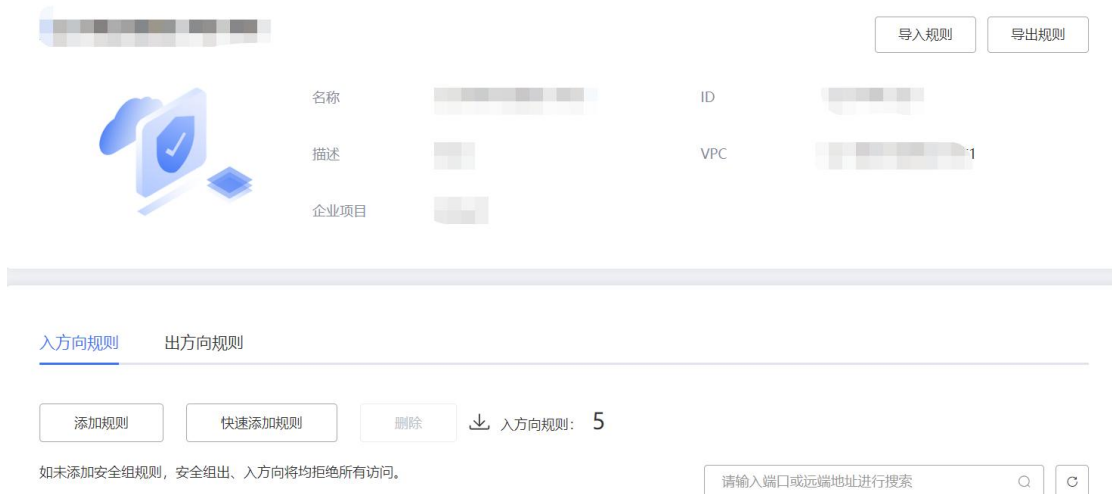 导入规则 导出规则
名称 ID
描述 VPC 1
企业项目
入方向规则 出方向规则
添加规则 快速添加规则 删除 入方向规则： 5
如未添加安全组规则，安全组出、入方向将均拒绝所有访问。
请输入端口或远端地址进行搜索